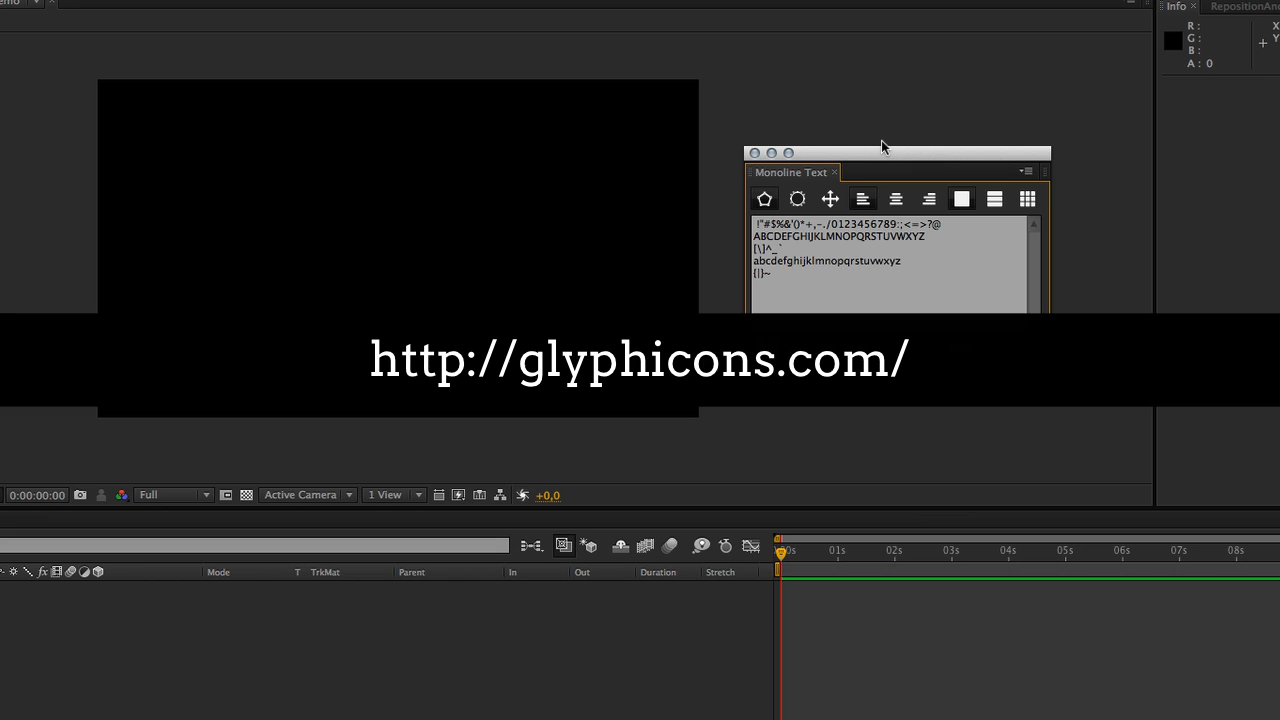 emo
Info
RepositionAn
R :
G :
B :
A : 0
X
Y
Monoline Text
!"#$%&'()*+,-./0123456789:;<=>?@
ABCDEFGHIJKLMNOPQRSTUVWXYZ
[\]^_`
abcdefghijklmnopqrstuvwxyz
{|}~
http://glyphicons.com/
0:00:00:00
Full
Active Camera
1 View
+0,0
0s 01s 02s 03s 04s 05s 06s 07s 08s
fx
Mode
T TrkMat
Parent
In
Out
Duration
Stretch